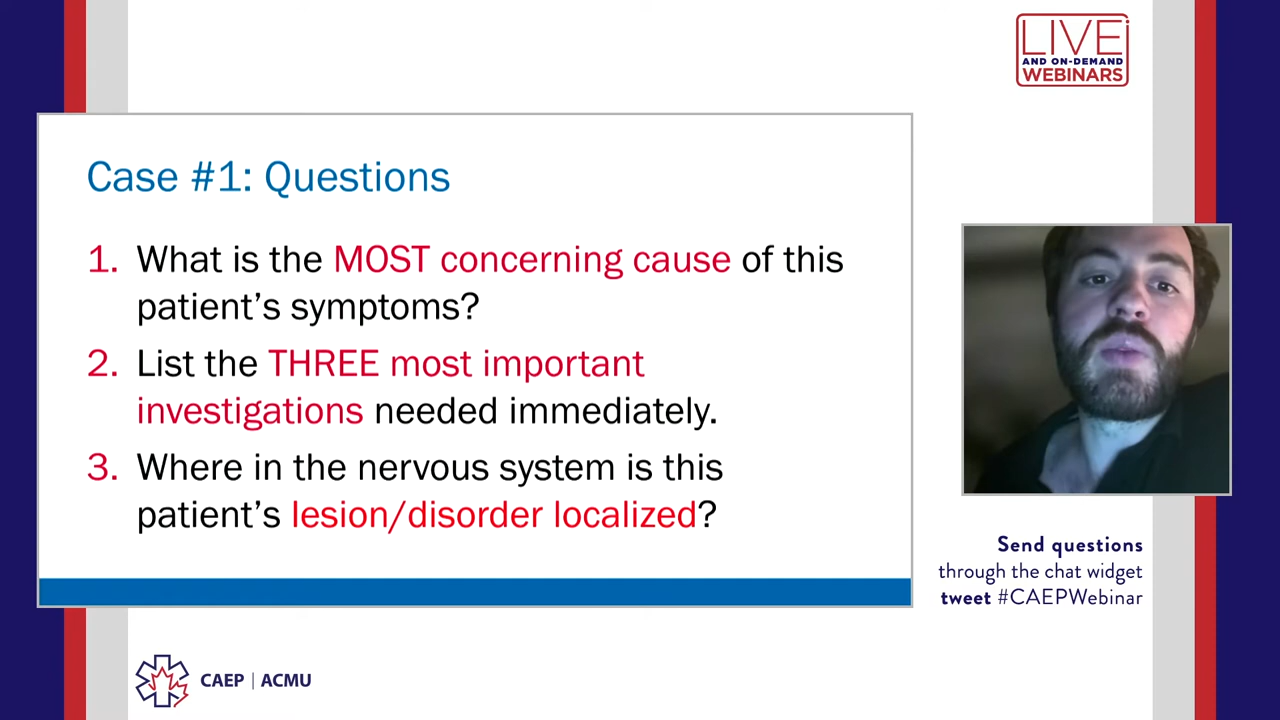 LIVE
AND ON-DEMAND
WEBINARS
Case #1: Questions
1. What is the MOST concerning cause of this
patient’s symptoms?
2. List the THREE most important
investigations needed immediately.
3. Where in the nervous system is this
patient’s lesion/disorder localized?
Send questions
through the chat widget
tweet #CAEPWebinar
CAEP | ACMU